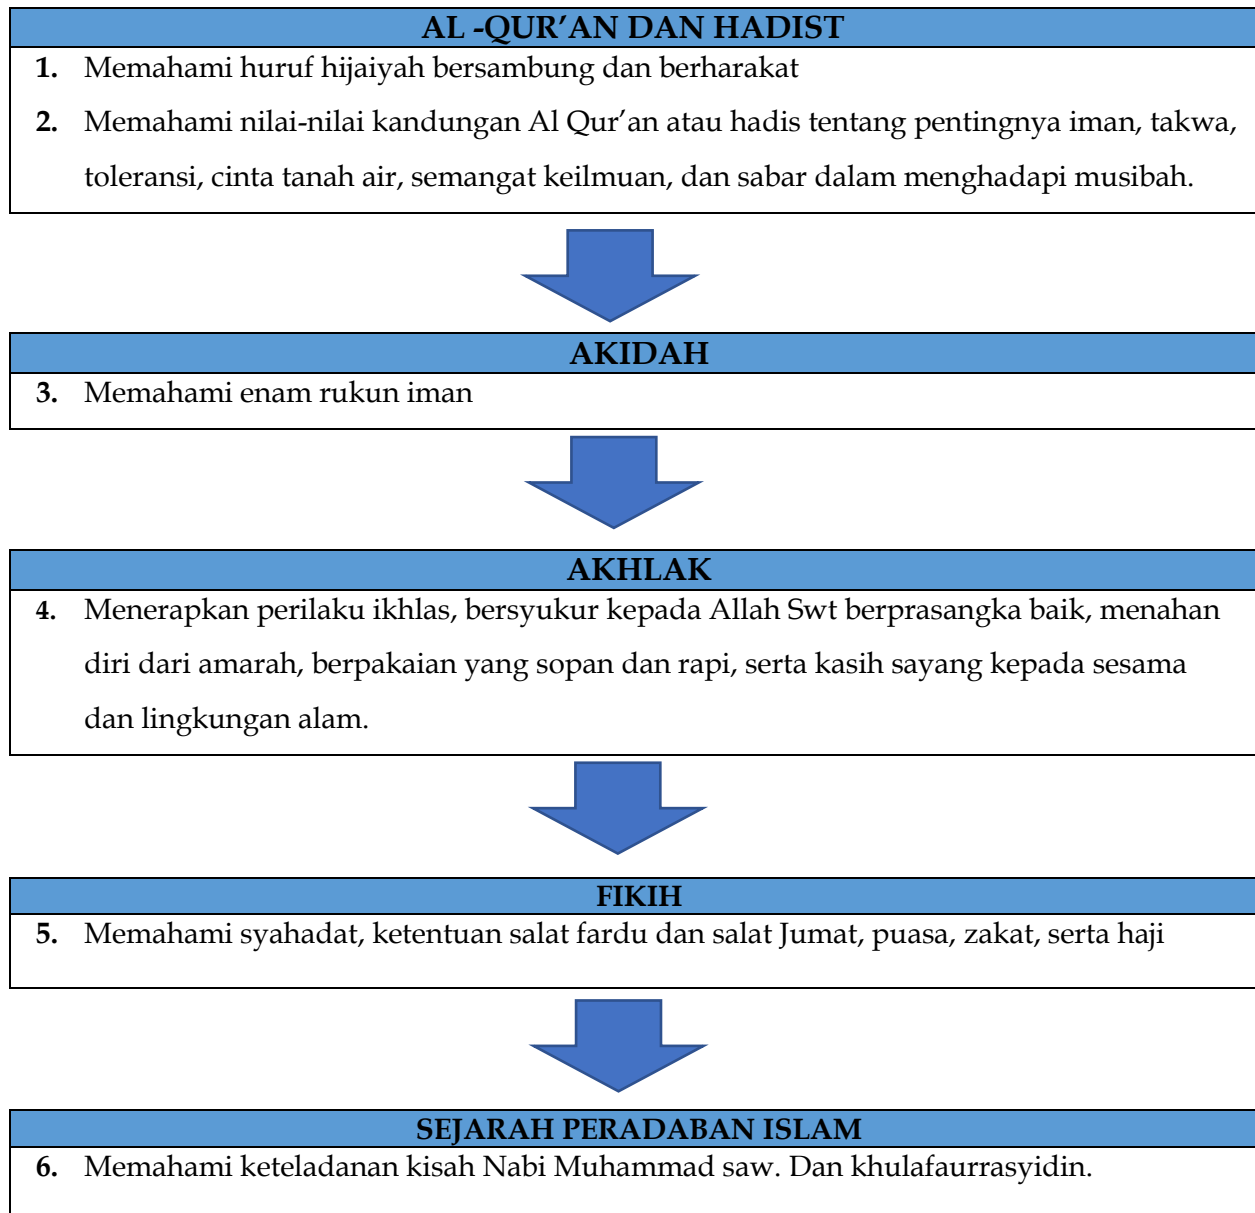 AL -QUR’AN DAN HADIST
1. Memahami huruf hijaiyah bersambung dan berharakat
2. Memahami nilai-nilai kandungan Al Qur’an atau hadis tentang pentingnya iman, takwa,
toleransi, cinta tanah air, semangat keilmuan, dan sabar dalam menghadapi musibah.
AKIDAH
3. Memahami enam rukun iman
AKHLAK
4. Menerapkan perilaku ikhlas, bersyukur kepada Allah Swt berprasangka baik, menahan
diri dari amarah, berpakaian yang sopan dan rapi, serta kasih sayang kepada sesama
dan lingkungan alam.
FIKIH
5. Memahami syahadat, ketentuan salat fardu dan salat Jumat, puasa, zakat, serta haji
SEJARAH PERADABAN ISLAM
6. Memahami keteladanan kisah Nabi Muhammad saw. Dan khulafaurrasyidin.